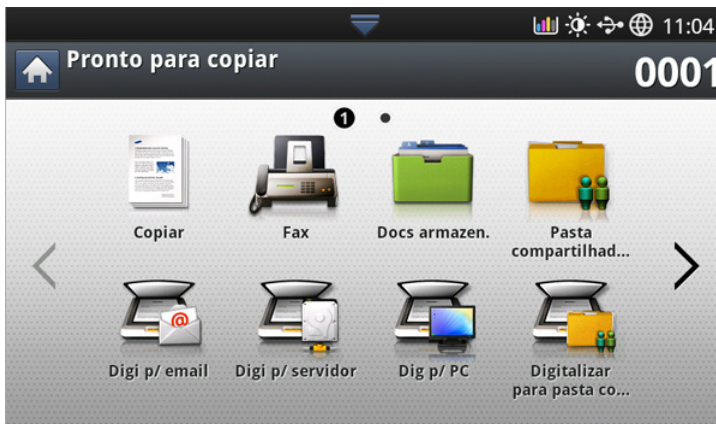 11:04
Pronto para copiar
0001
1
Copiar
Fax
Docs armazen.
Pasta
compartilhad...
@
Digi p/ email
Digi p/ servidor
Dig p/ PC
Digitalizar
para pasta co...